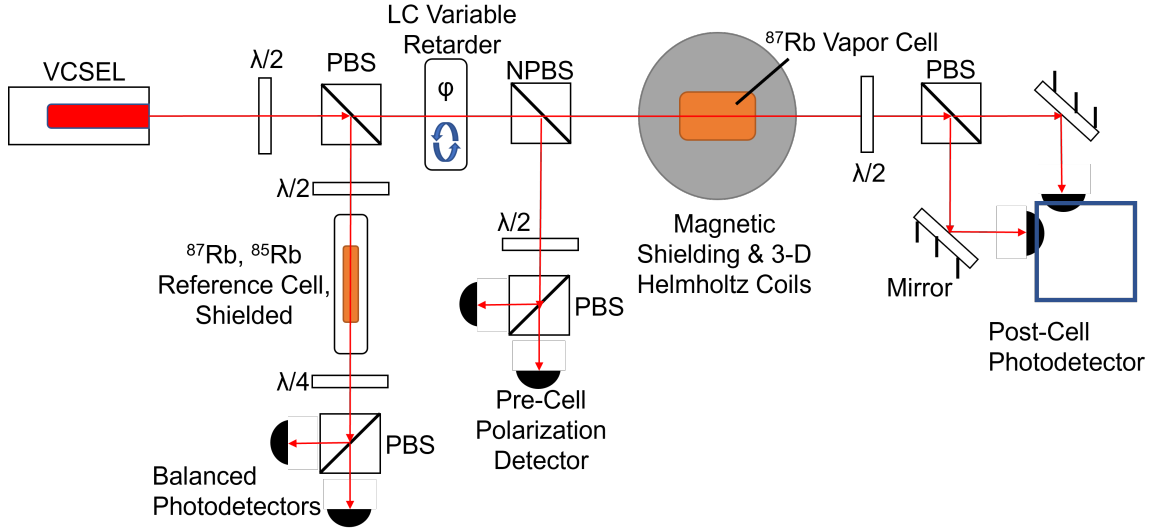 LC Variable
Retarder
VCSEL
λ/2
PBS
φ
NPBS
⁸⁷Rb Vapor Cell
PBS
λ/2
λ/2
⁸⁷Rb, ⁸⁵Rb
Reference Cell,
Shielded
λ/2
Magnetic
Shielding & 3-D
Helmholtz Coils
Mirror
PBS
Post-Cell
Photodetector
λ/4
Pre-Cell
Polarization
Detector
PBS
Balanced
Photodetectors